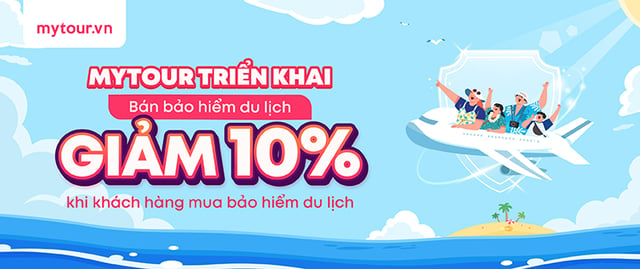 mytour.vn
MYTOUR TRIỂN KHAI
Bán bảo hiểm du lịch
GIẢM 10%
khi khách hàng mua bảo hiểm du lịch